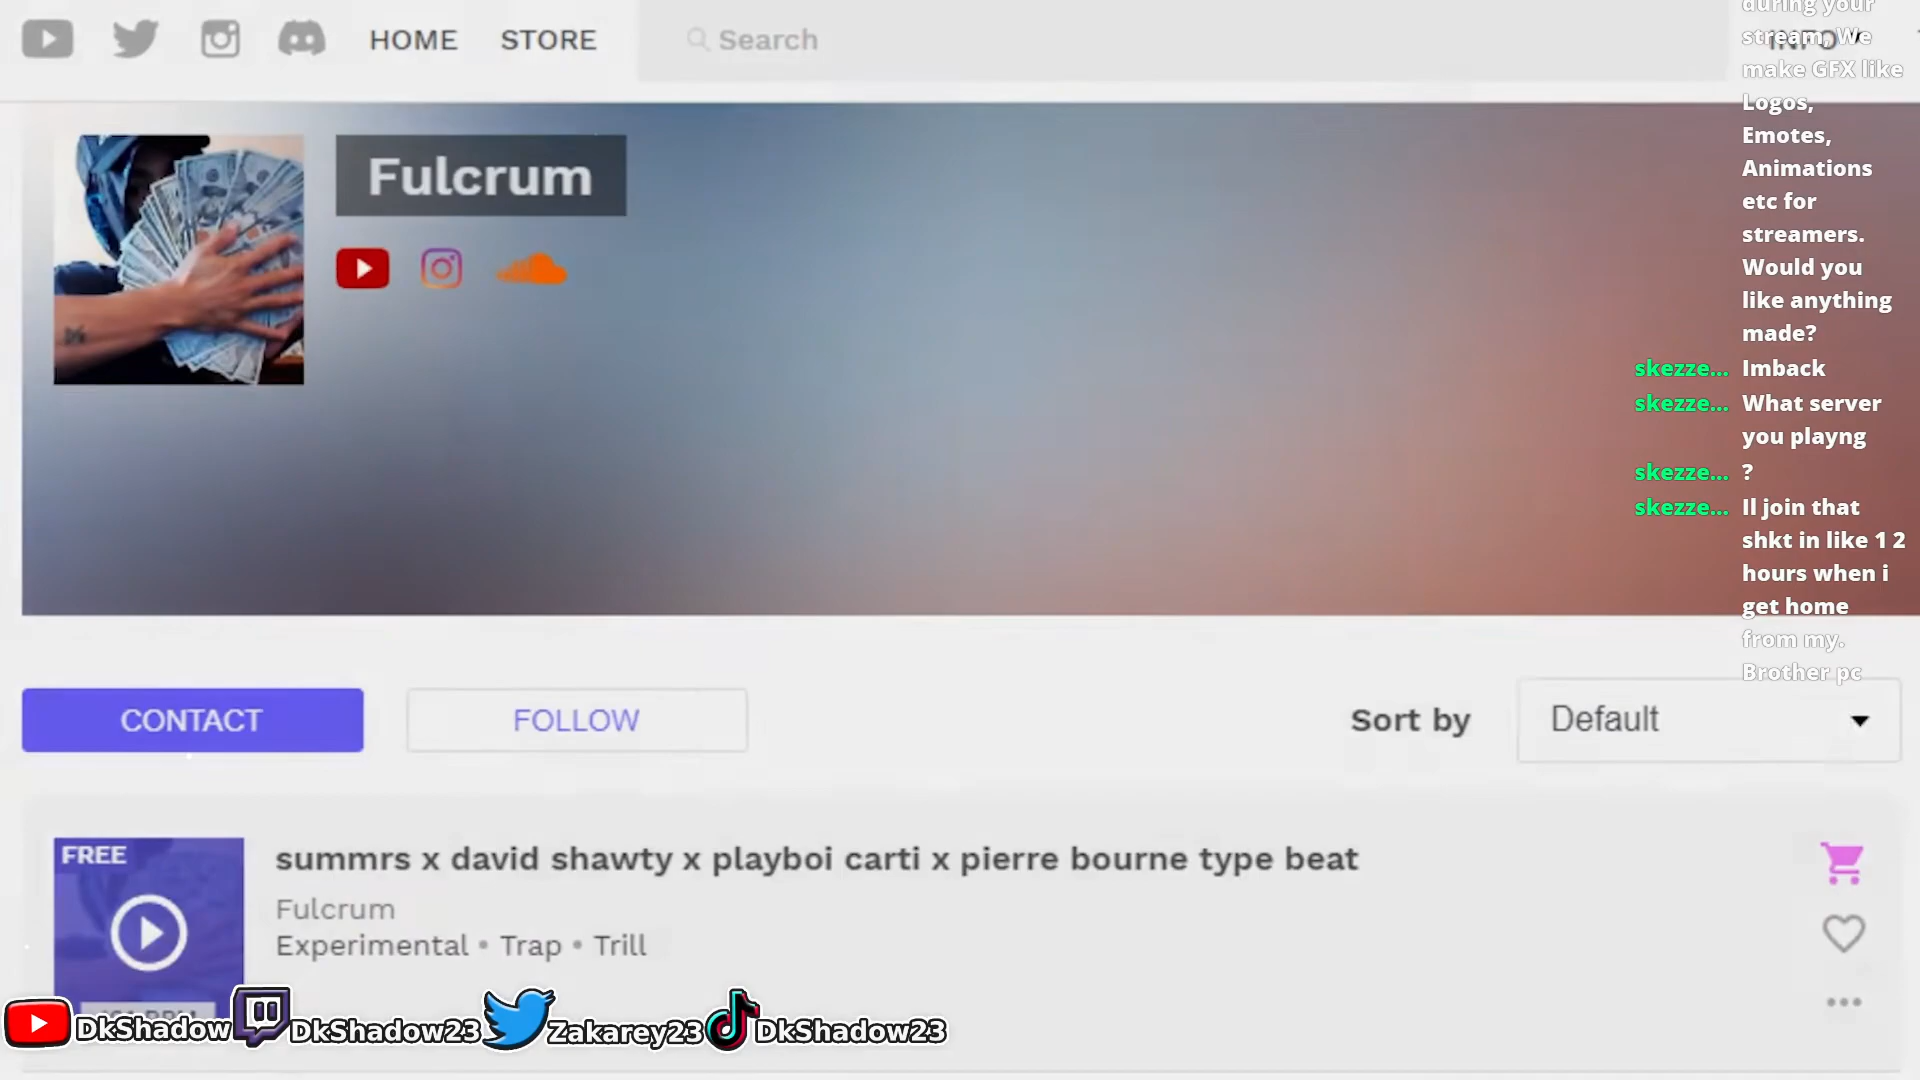 HOME
STORE
Search
INFO
Fulcrum
during your
stream, We
make GFX like
Logos,
Emotes,
Animations
etc for
streamers.
Would you
like anything
made?
skezze... Imback
skezze... What server
you playng
skezze... ?
skezze... Il join that
shkt in like 1 2
hours when i
get home
from my.
Brother pc
CONTACT
FOLLOW
Sort by
Default
FREE
summrs x david shawty x playboi carti x pierre bourne type beat
Fulcrum
Experimental • Trap • Trill
DkShadow
DkShadow23
Zakarey23
DkShadow23